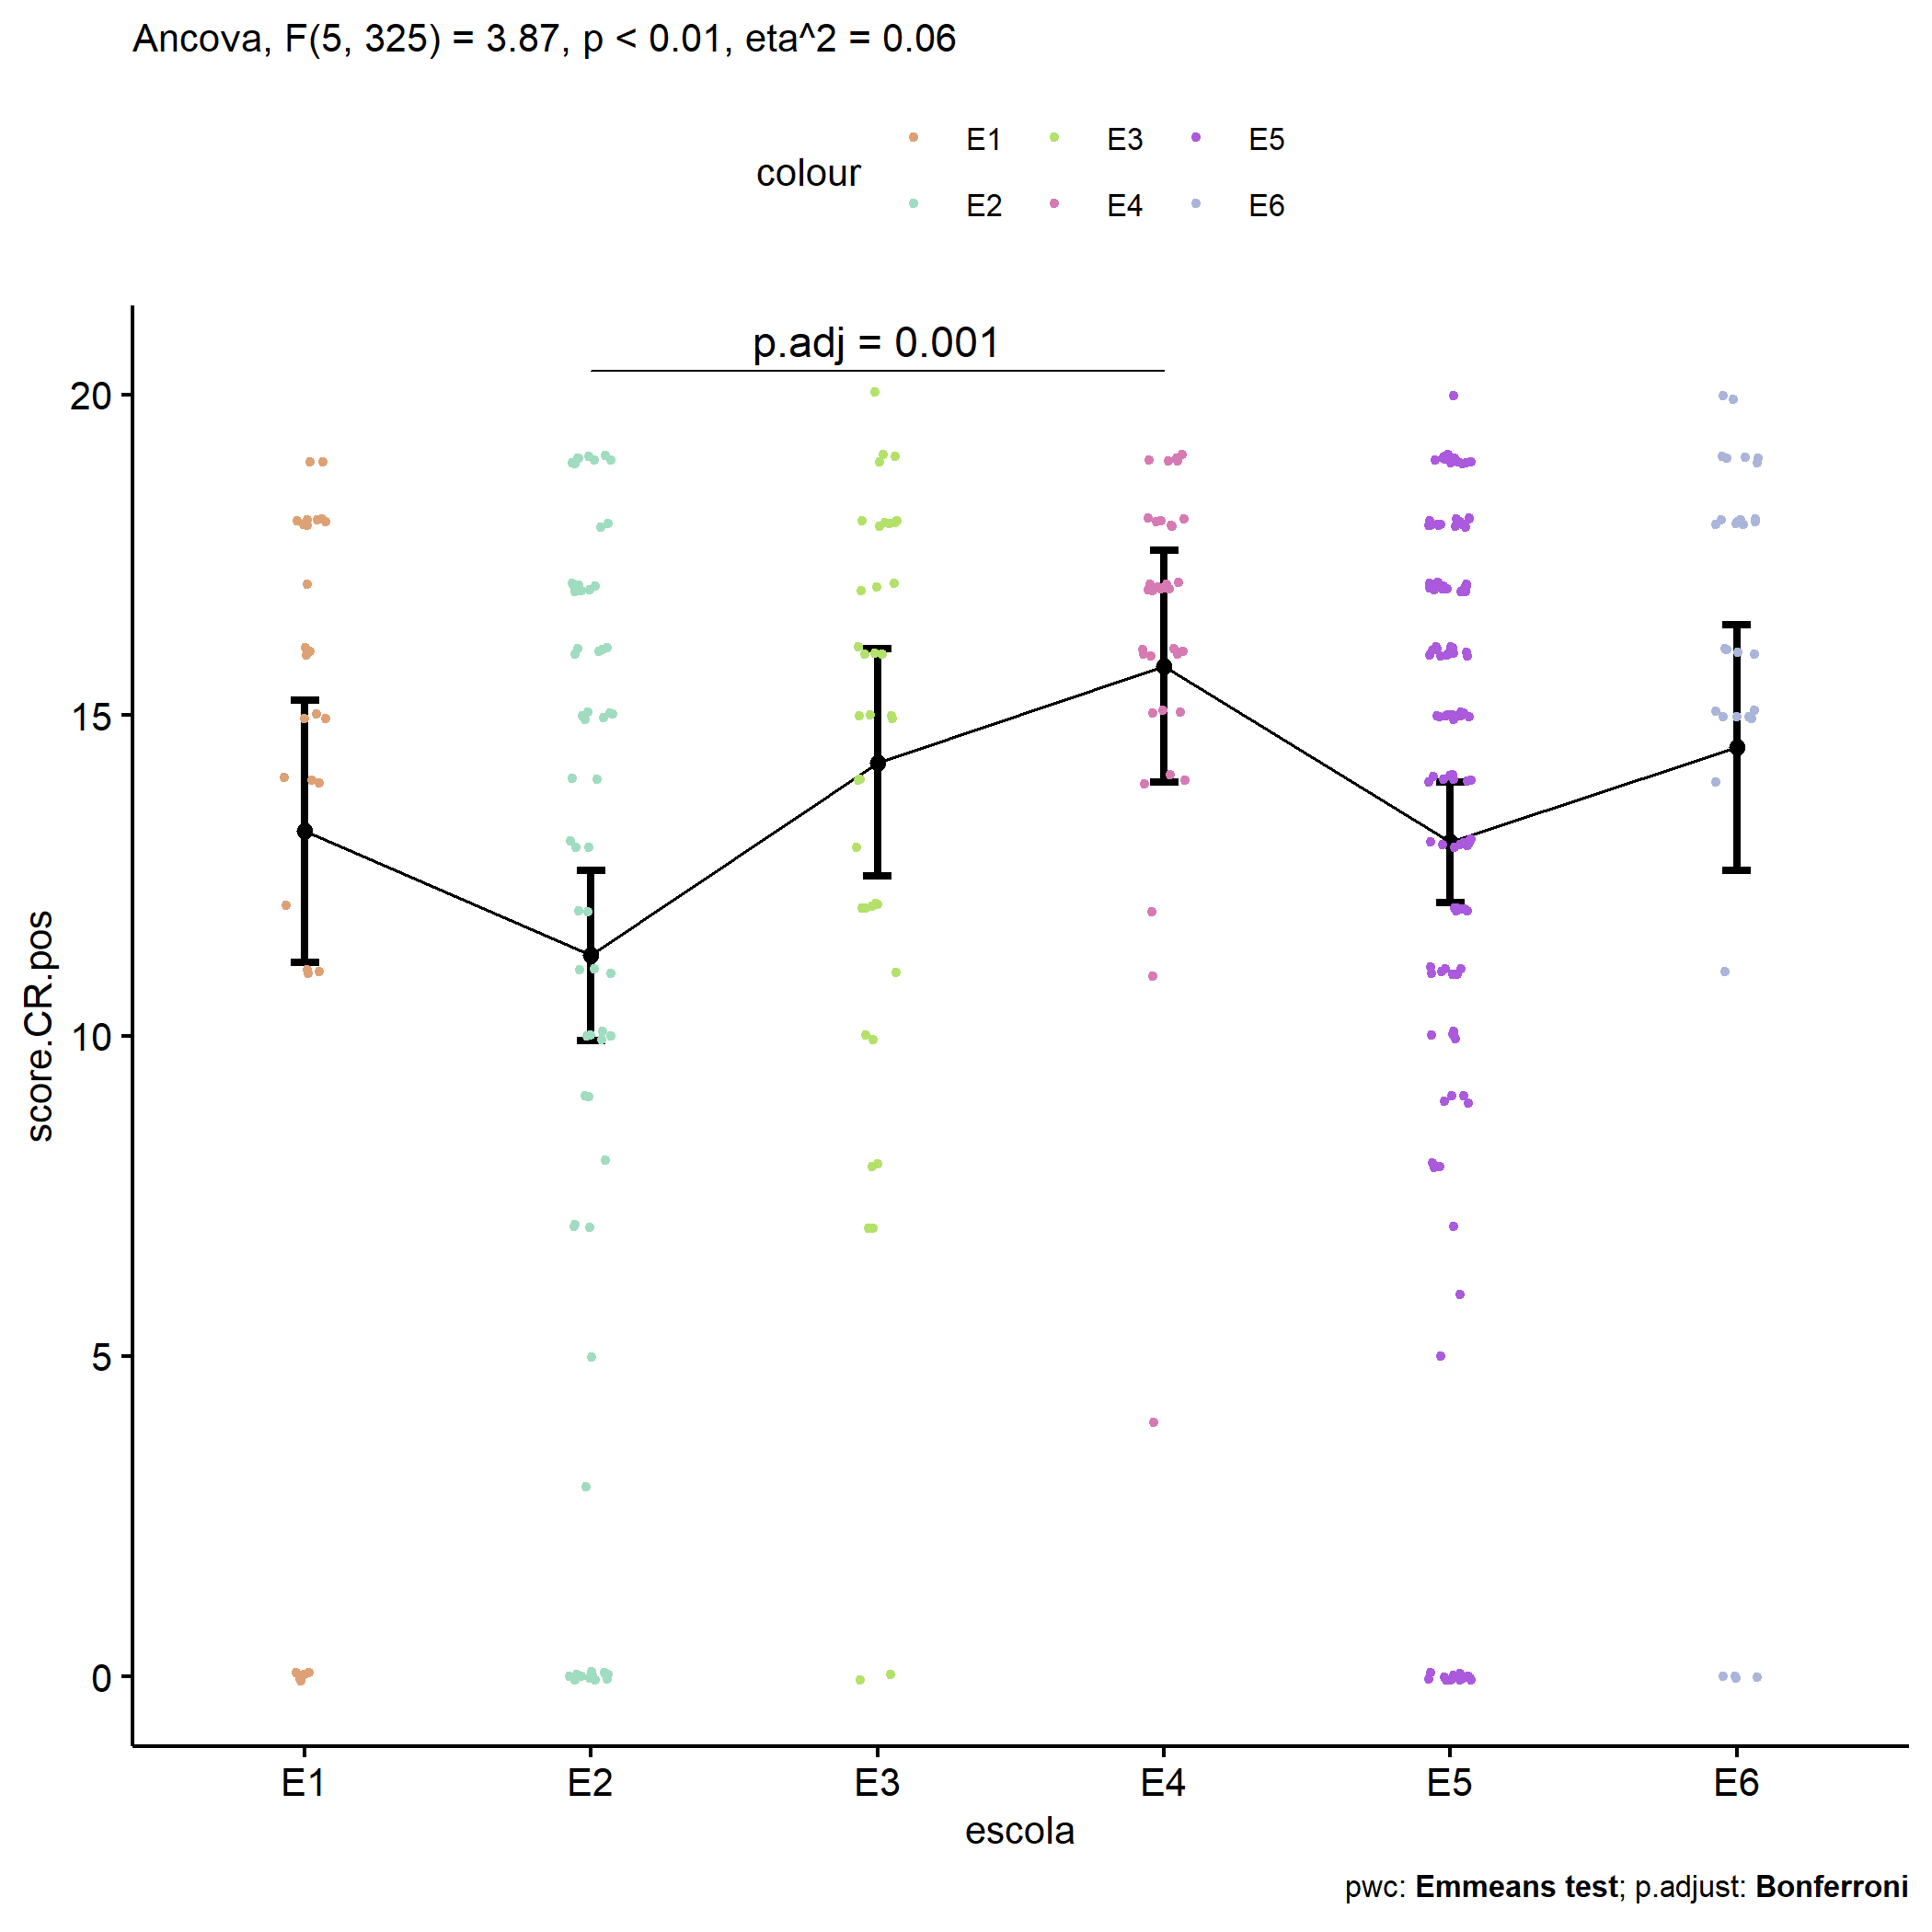 Ancova, F(5, 325) = 3.87, p < 0.01, eta^2 = 0.06
colour
E1
E3
E5
E2
E4
E6
p.adj = 0.001
20
15
10
5
0
score.CR.pos
E1
E2
E3
E4
E5
E6
escola
pwc: Emmeans test; p.adjust: Bonferroni